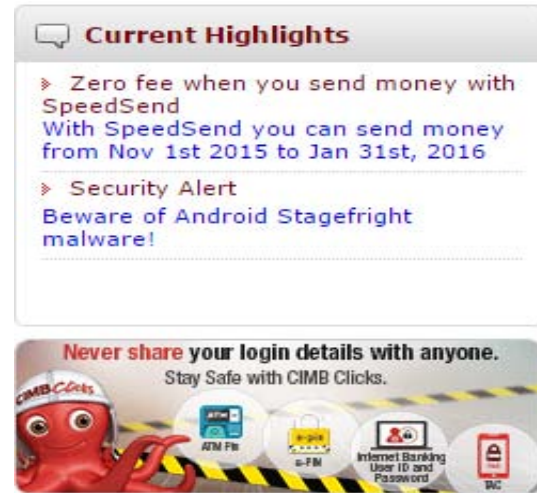 Current Highlights
Zero fee when you send money with
SpeedSend
With SpeedSend you can send money
from Nov 1st 2015 to Jan 31st, 2016
Security Alert
Beware of Android Stagefright
malware!
Never share your login details with anyone.
Stay Safe with CIMB Clicks.
CIMB Clicks
ATM
ATM Pin
e-pin
e-PIN
Internet Banking
User ID and
Password
TAC